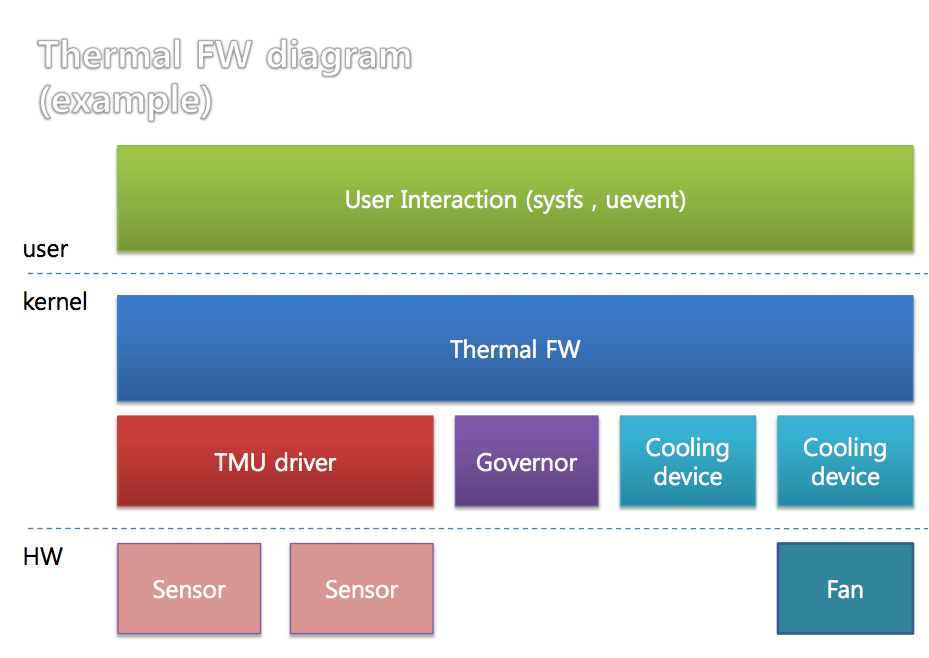 Thermal FW diagram
(example)
User Interaction (sysfs , uevent)
user
kernel
Thermal FW
TMU driver
Governor
Cooling
device
Cooling
device
HW
Sensor
Sensor
Fan